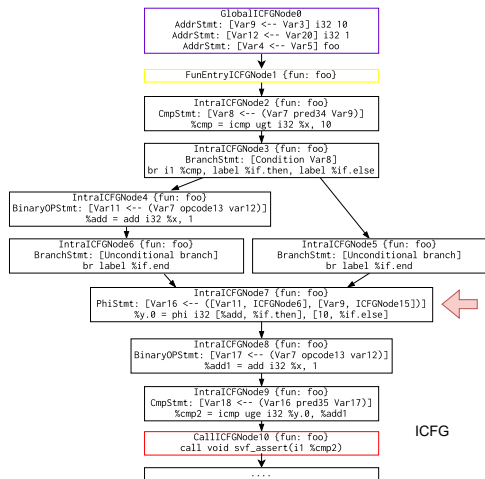 GlobalICFGNode0
AddrStmt: [Var9 <-- Var3] i32 10
AddrStmt: [Var12 <-- Var20] i32 1
AddrStmt: [Var4 <-- Var5] foo
FunEntryICFGNode1 {fun: foo}
IntraICFGNode2 {fun: foo}
CmpStmt: [Var8 <-- (Var7 pred34 Var9)]
%cmp = icmp ugt i32 %x, 10
IntraICFGNode3 {fun: foo}
BranchStmt: [Condition Var8]
br i1 %cmp, label %if.then, label %if.else
IntraICFGNode4 {fun: foo}
BinaryOPStmt: [Var11 <-- (Var7 opcode13 var12)]
%add = add i32 %x, 1
IntraICFGNode6 {fun: foo}
BranchStmt: [Unconditional branch]
br label %if.end
IntraICFGNode5 {fun: foo}
BranchStmt: [Unconditional branch]
br label %if.end
IntraICFGNode7 {fun: foo}
PhiStmt: [Var16 <-- ([Var11, ICFGNode6], [Var9, ICFGNode15])]
%y.0 = phi i32 [%add, %if.then], [10, %if.else]
IntraICFGNode8 {fun: foo}
BinaryOPStmt: [Var17 <-- (Var7 opcode13 var12)]
%add1 = add i32 %x, 1
IntraICFGNode9 {fun: foo}
CmpStmt: [Var18 <-- (Var16 pred35 Var17)]
%cmp2 = icmp uge i32 %y.0, %add1
CallICFGNode10 {fun: foo}
call void svf_assert(i1 %cmp2)
ICFG
....